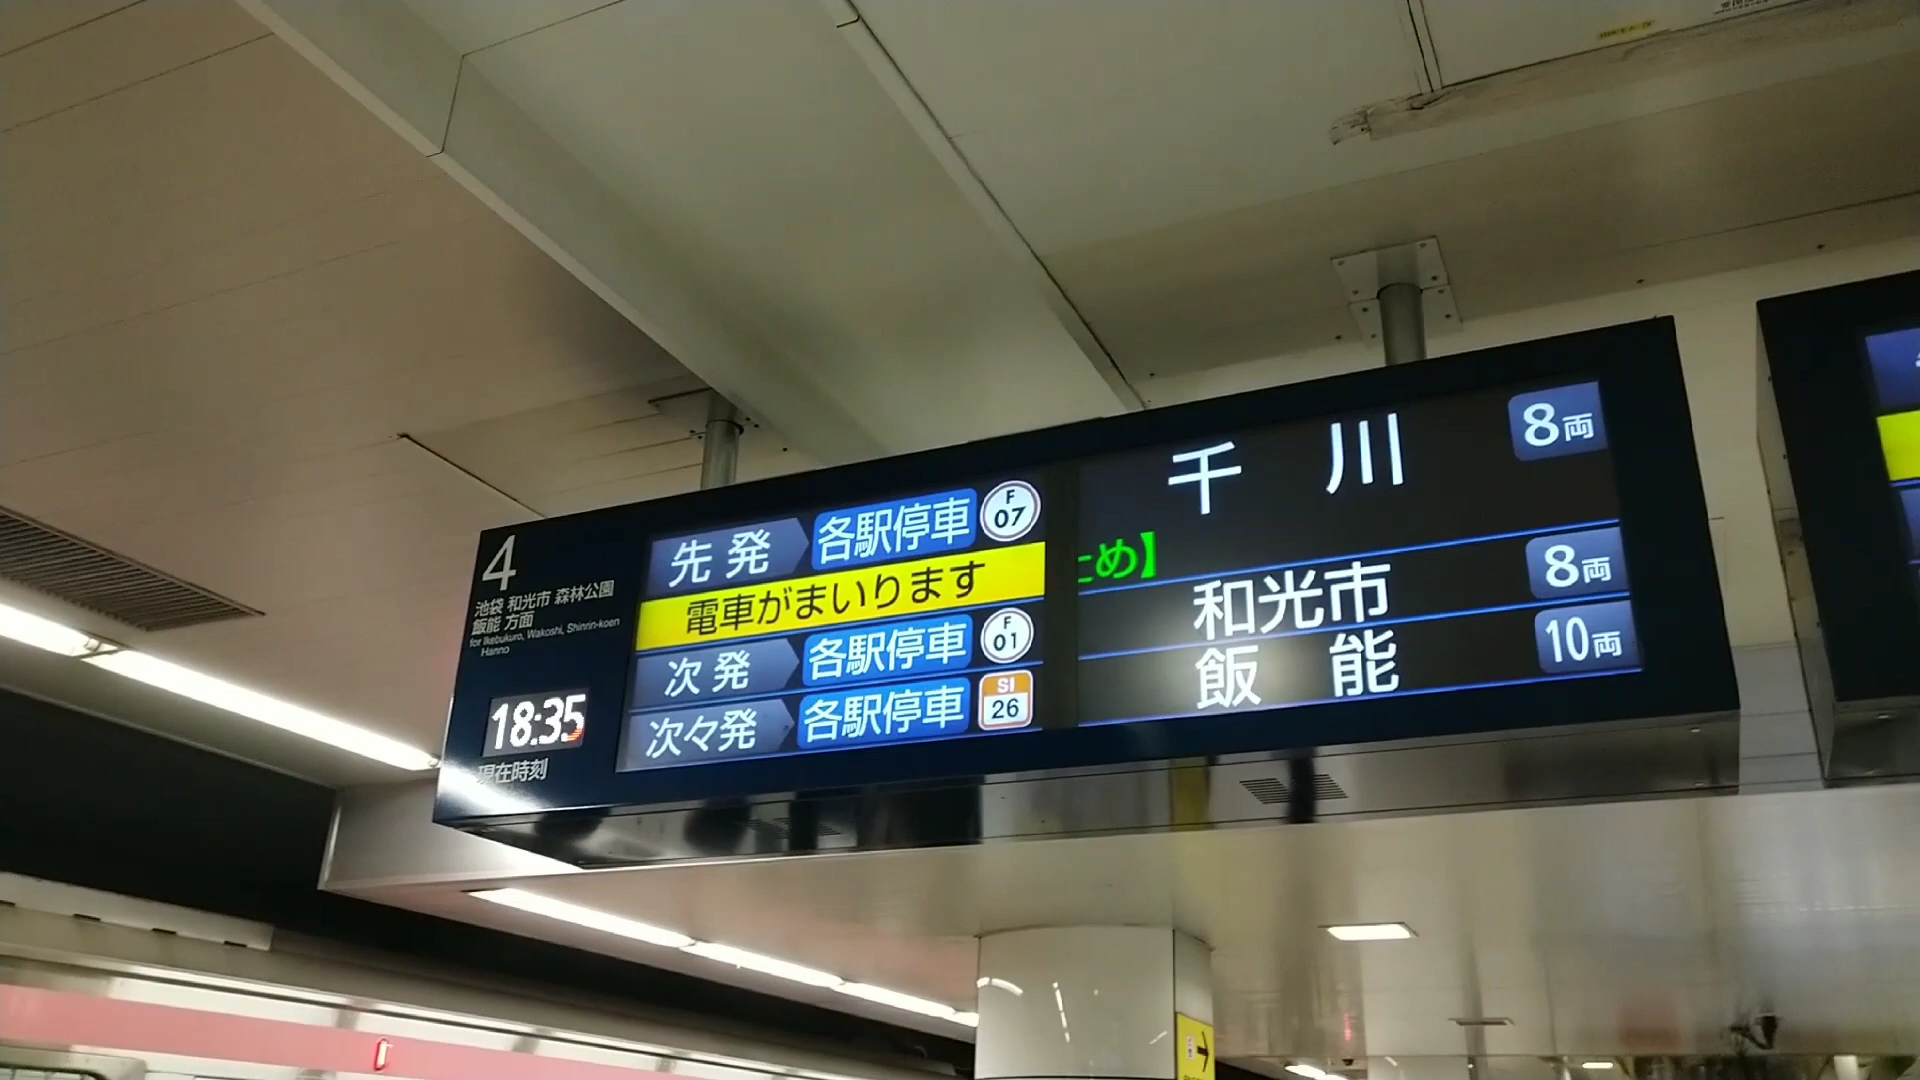 4
池袋 和光市 森林公園
飯能 方面
for Ikebukuro, Wakoshi, Shinrin-koen
Hanno
18:35
現在時刻
先発 各駅停車 F 07 千川 8両
電車がまいります
とめ】
次発 各駅停車 F 01 和光市 8両
次々発 各駅停車 SI 26 飯能 10両